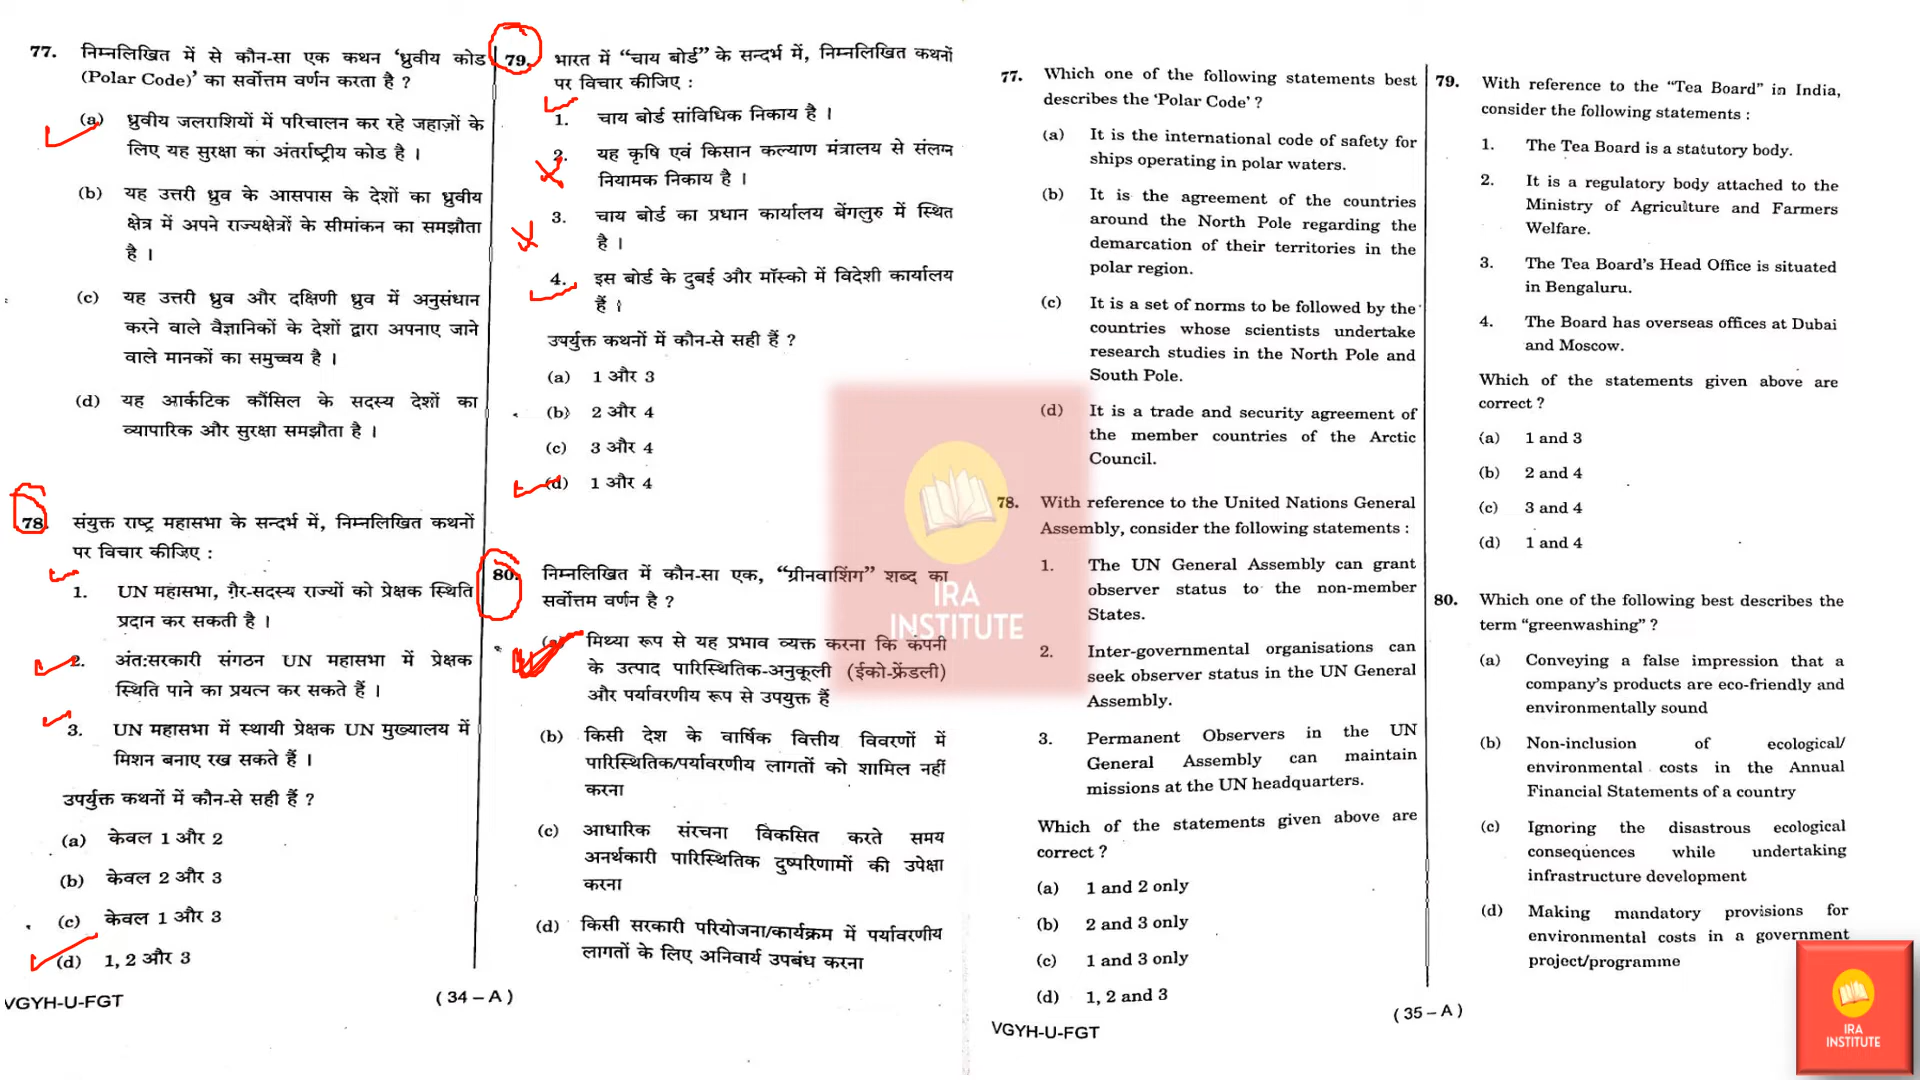 77. निम्नलिखित में से कौन-सा एक कथन ‘ध्रुवीय कोड
(Polar Code)’ का सर्वोत्तम वर्णन करता है ?
(a) ध्रुवीय जलराशियों में परिचालन कर रहे जहाज़ों के
लिए यह सुरक्षा का अंतर्राष्ट्रीय कोड है ।
(b) यह उत्तरी ध्रुव के आसपास के देशों का ध्रुवीय
क्षेत्र में अपने राज्यक्षेत्रों के सीमांकन का समझौता
है ।
(c) यह उत्तरी ध्रुव और दक्षिणी ध्रुव में अनुसंधान
करने वाले वैज्ञानिकों के देशों द्वारा अपनाए जाने
वाले मानकों का समुच्चय है ।
(d) यह आर्कटिक कौंसिल के सदस्य देशों का
व्यापारिक और सुरक्षा समझौता है ।
78. संयुक्त राष्ट्र महासभा के सन्दर्भ में, निम्नलिखित कथनों
पर विचार कीजिए :
1. UN महासभा, ग़ैर-सदस्य राज्यों को प्रेक्षक स्थिति
प्रदान कर सकती है ।
2. अंत:सरकारी संगठन UN महासभा में प्रेक्षक
स्थिति पाने का प्रयत्न कर सकते हैं ।
3. UN महासभा में स्थायी प्रेक्षक UN मुख्यालय में
मिशन बनाए रख सकते हैं ।
उपर्युक्त कथनों में कौन-से सही हैं ?
(a) केवल 1 और 2
(b) केवल 2 और 3
(c) केवल 1 और 3
(d) 1, 2 और 3
VGYH-U-FGT
( 34 – A )
79. भारत में “चाय बोर्ड” के सन्दर्भ में, निम्नलिखित कथनों
पर विचार कीजिए :
1. चाय बोर्ड सांविधिक निकाय है ।
2. यह कृषि एवं किसान कल्याण मंत्रालय से संलग्न
नियामक निकाय है ।
3. चाय बोर्ड का प्रधान कार्यालय बेंगलुरु में स्थित
है ।
4. इस बोर्ड के दुबई और मॉस्को में विदेशी कार्यालय
हैं ।
उपर्युक्त कथनों में कौन-से सही हैं ?
(a) 1 और 3
(b) 2 और 4
(c) 3 और 4
(d) 1 और 4
80. निम्नलिखित में कौन-सा एक, “ग्रीनवाशिंग” शब्द का
सर्वोत्तम वर्णन है ?
(a) मिथ्या रूप से यह प्रभाव व्यक्त करना कि कंपनी
के उत्पाद पारिस्थितिक-अनुकूली (ईको-फ्रेंडली)
और पर्यावरणीय रूप से उपयुक्त हैं
(b) किसी देश के वार्षिक वित्तीय विवरणों में
पारिस्थितिक/पर्यावरणीय लागतों को शामिल नहीं
करना
(c) आधारिक संरचना विकसित करते समय
अनर्थकारी पारिस्थितिक दुष्परिणामों की उपेक्षा
करना
(d) किसी सरकारी परियोजना/कार्यक्रम में पर्यावरणीय
लागतों के लिए अनिवार्य उपबंध करना
77. Which one of the following statements best
describes the ‘Polar Code’ ?
(a) It is the international code of safety for
ships operating in polar waters.
(b) It is the agreement of the countries
around the North Pole regarding the
demarcation of their territories in the
polar region.
(c) It is a set of norms to be followed by the
countries whose scientists undertake
research studies in the North Pole and
South Pole.
(d) It is a trade and security agreement of
the member countries of the Arctic
Council.
78. With reference to the United Nations General
Assembly, consider the following statements :
1. The UN General Assembly can grant
observer status to the non-member
States.
2. Inter-governmental organisations can
seek observer status in the UN General
Assembly.
3. Permanent Observers in the UN
General Assembly can maintain
missions at the UN headquarters.
Which of the statements given above are
correct ?
(a) 1 and 2 only
(b) 2 and 3 only
(c) 1 and 3 only
(d) 1, 2 and 3
VGYH-U-FGT
79. With reference to the “Tea Board” in India,
consider the following statements :
1. The Tea Board is a statutory body.
2. It is a regulatory body attached to the
Ministry of Agriculture and Farmers
Welfare.
3. The Tea Board’s Head Office is situated
in Bengaluru.
4. The Board has overseas offices at Dubai
and Moscow.
Which of the statements given above are
correct ?
(a) 1 and 3
(b) 2 and 4
(c) 3 and 4
(d) 1 and 4
80. Which one of the following best describes the
term “greenwashing” ?
(a) Conveying a false impression that a
company’s products are eco-friendly and
environmentally sound
(b) Non-inclusion of ecological/
environmental costs in the Annual
Financial Statements of a country
(c) Ignoring the disastrous ecological
consequences while undertaking
infrastructure development
(d) Making mandatory provisions for
environmental costs in a government
project/programme
( 35 – A )
IRA
INSTITUTE
IRA
INSTITUTE